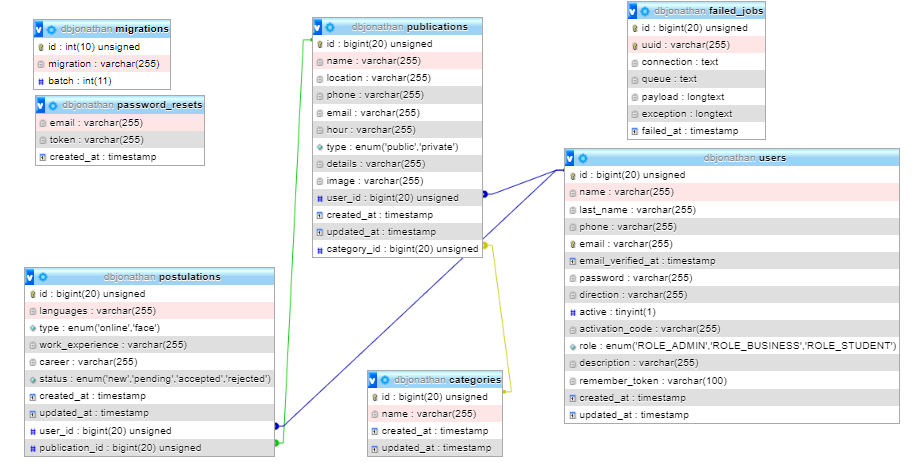 dbjonathan migrations
id : int(10) unsigned
migration : varchar(255)
# batch : int(11)
dbjonathan password_resets
email : varchar(255)
token : varchar(255)
created_at : timestamp
dbjonathan publications
id : bigint(20) unsigned
name : varchar(255)
location : varchar(255)
phone : varchar(255)
email : varchar(255)
hour : varchar(255)
type : enum('public','private')
details : varchar(255)
image : varchar(255)
# user_id : bigint(20) unsigned
created_at : timestamp
updated_at : timestamp
# category_id : bigint(20) unsigned
dbjonathan failed_jobs
id : bigint(20) unsigned
uuid : varchar(255)
connection : text
queue : text
payload : longtext
exception : longtext
failed_at : timestamp
dbjonathan users
id : bigint(20) unsigned
name : varchar(255)
last_name : varchar(255)
phone : varchar(255)
email : varchar(255)
email_verified_at : timestamp
password : varchar(255)
direction : varchar(255)
# active : tinyint(1)
activation_code : varchar(255)
role : enum('ROLE_ADMIN','ROLE_BUSINESS','ROLE_STUDENT')
description : varchar(255)
remember_token : varchar(100)
created_at : timestamp
updated_at : timestamp
dbjonathan postulations
id : bigint(20) unsigned
languages : varchar(255)
type : enum('online','face')
work_experience : varchar(255)
career : varchar(255)
status : enum('new','pending','accepted','rejected')
created_at : timestamp
updated_at : timestamp
# user_id : bigint(20) unsigned
# publication_id : bigint(20) unsigned
dbjonathan categories
id : bigint(20) unsigned
name : varchar(255)
created_at : timestamp
updated_at : timestamp